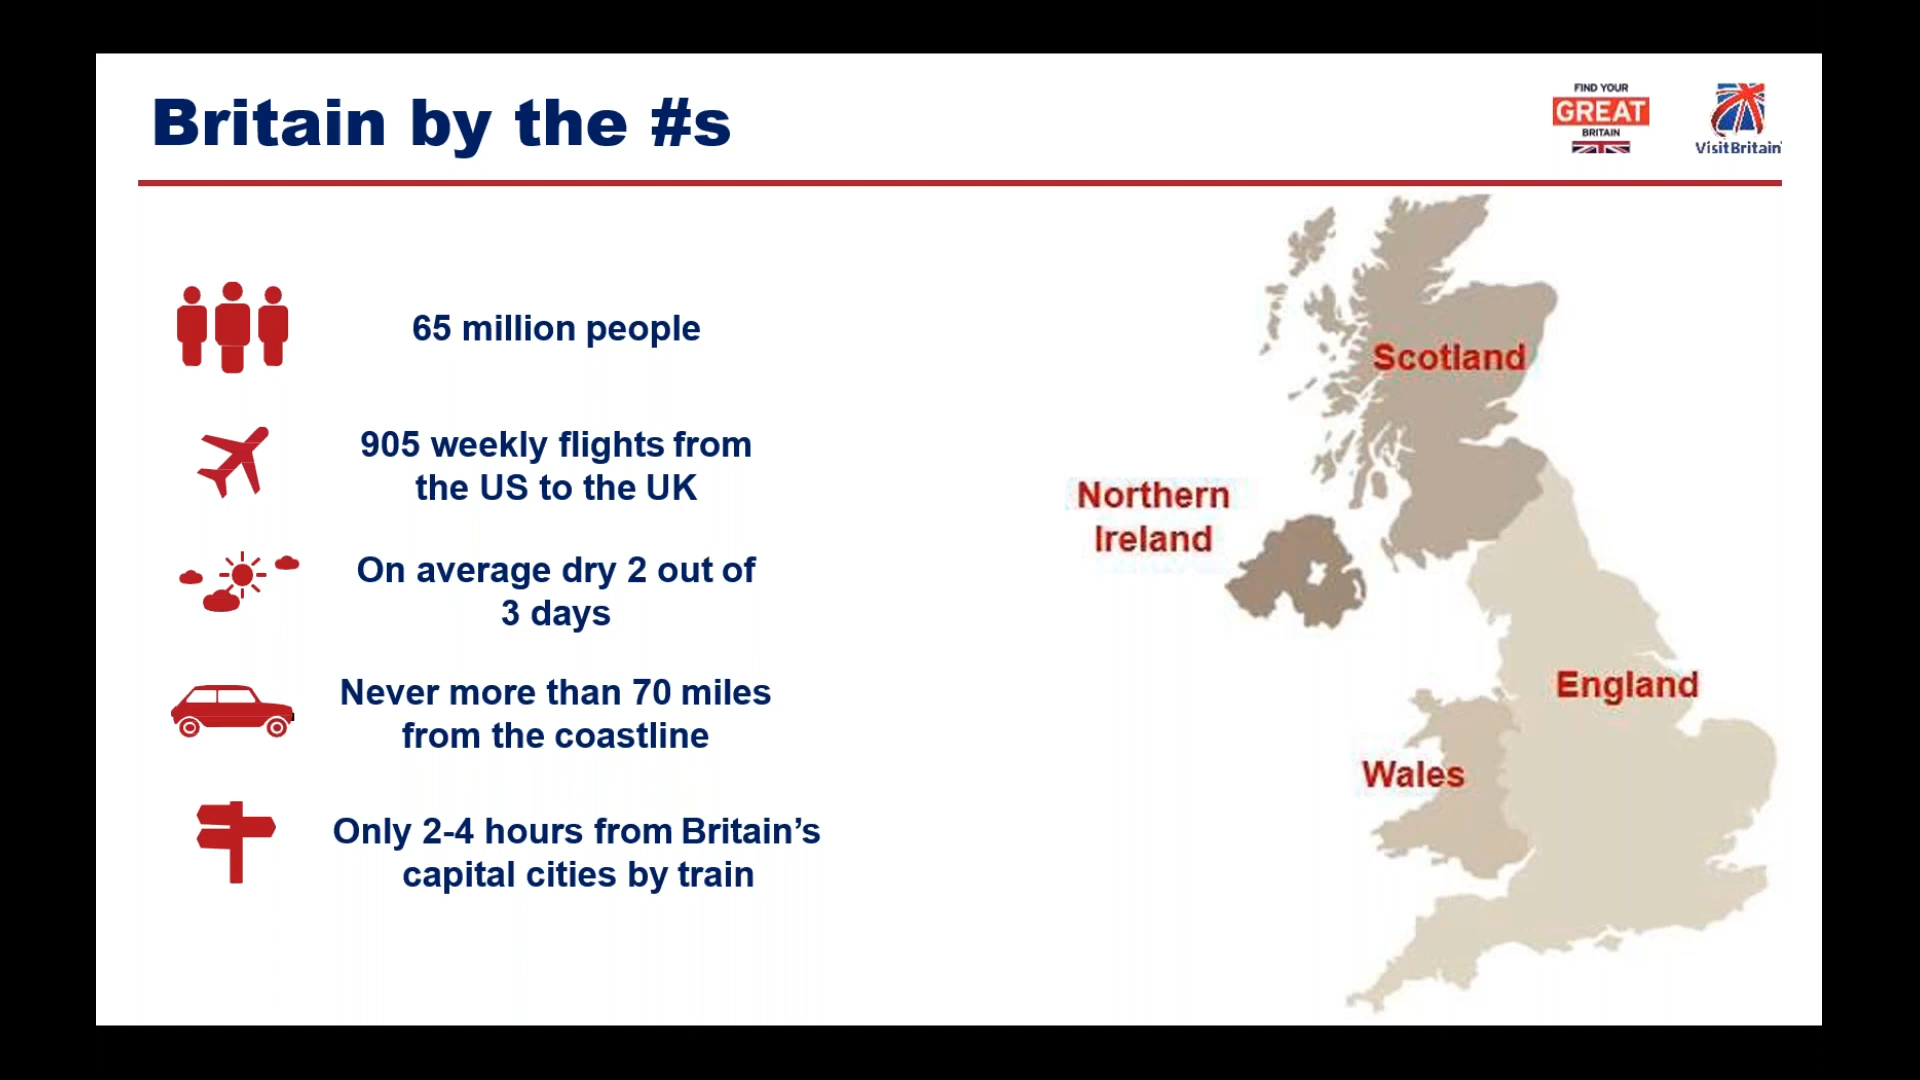 Britain by the #s
FIND YOUR
GREAT
BRITAIN
VisitBritain
65 million people
905 weekly flights from
the US to the UK
On average dry 2 out of
3 days
Never more than 70 miles
from the coastline
Only 2-4 hours from Britain’s
capital cities by train
Scotland
Northern
Ireland
England
Wales